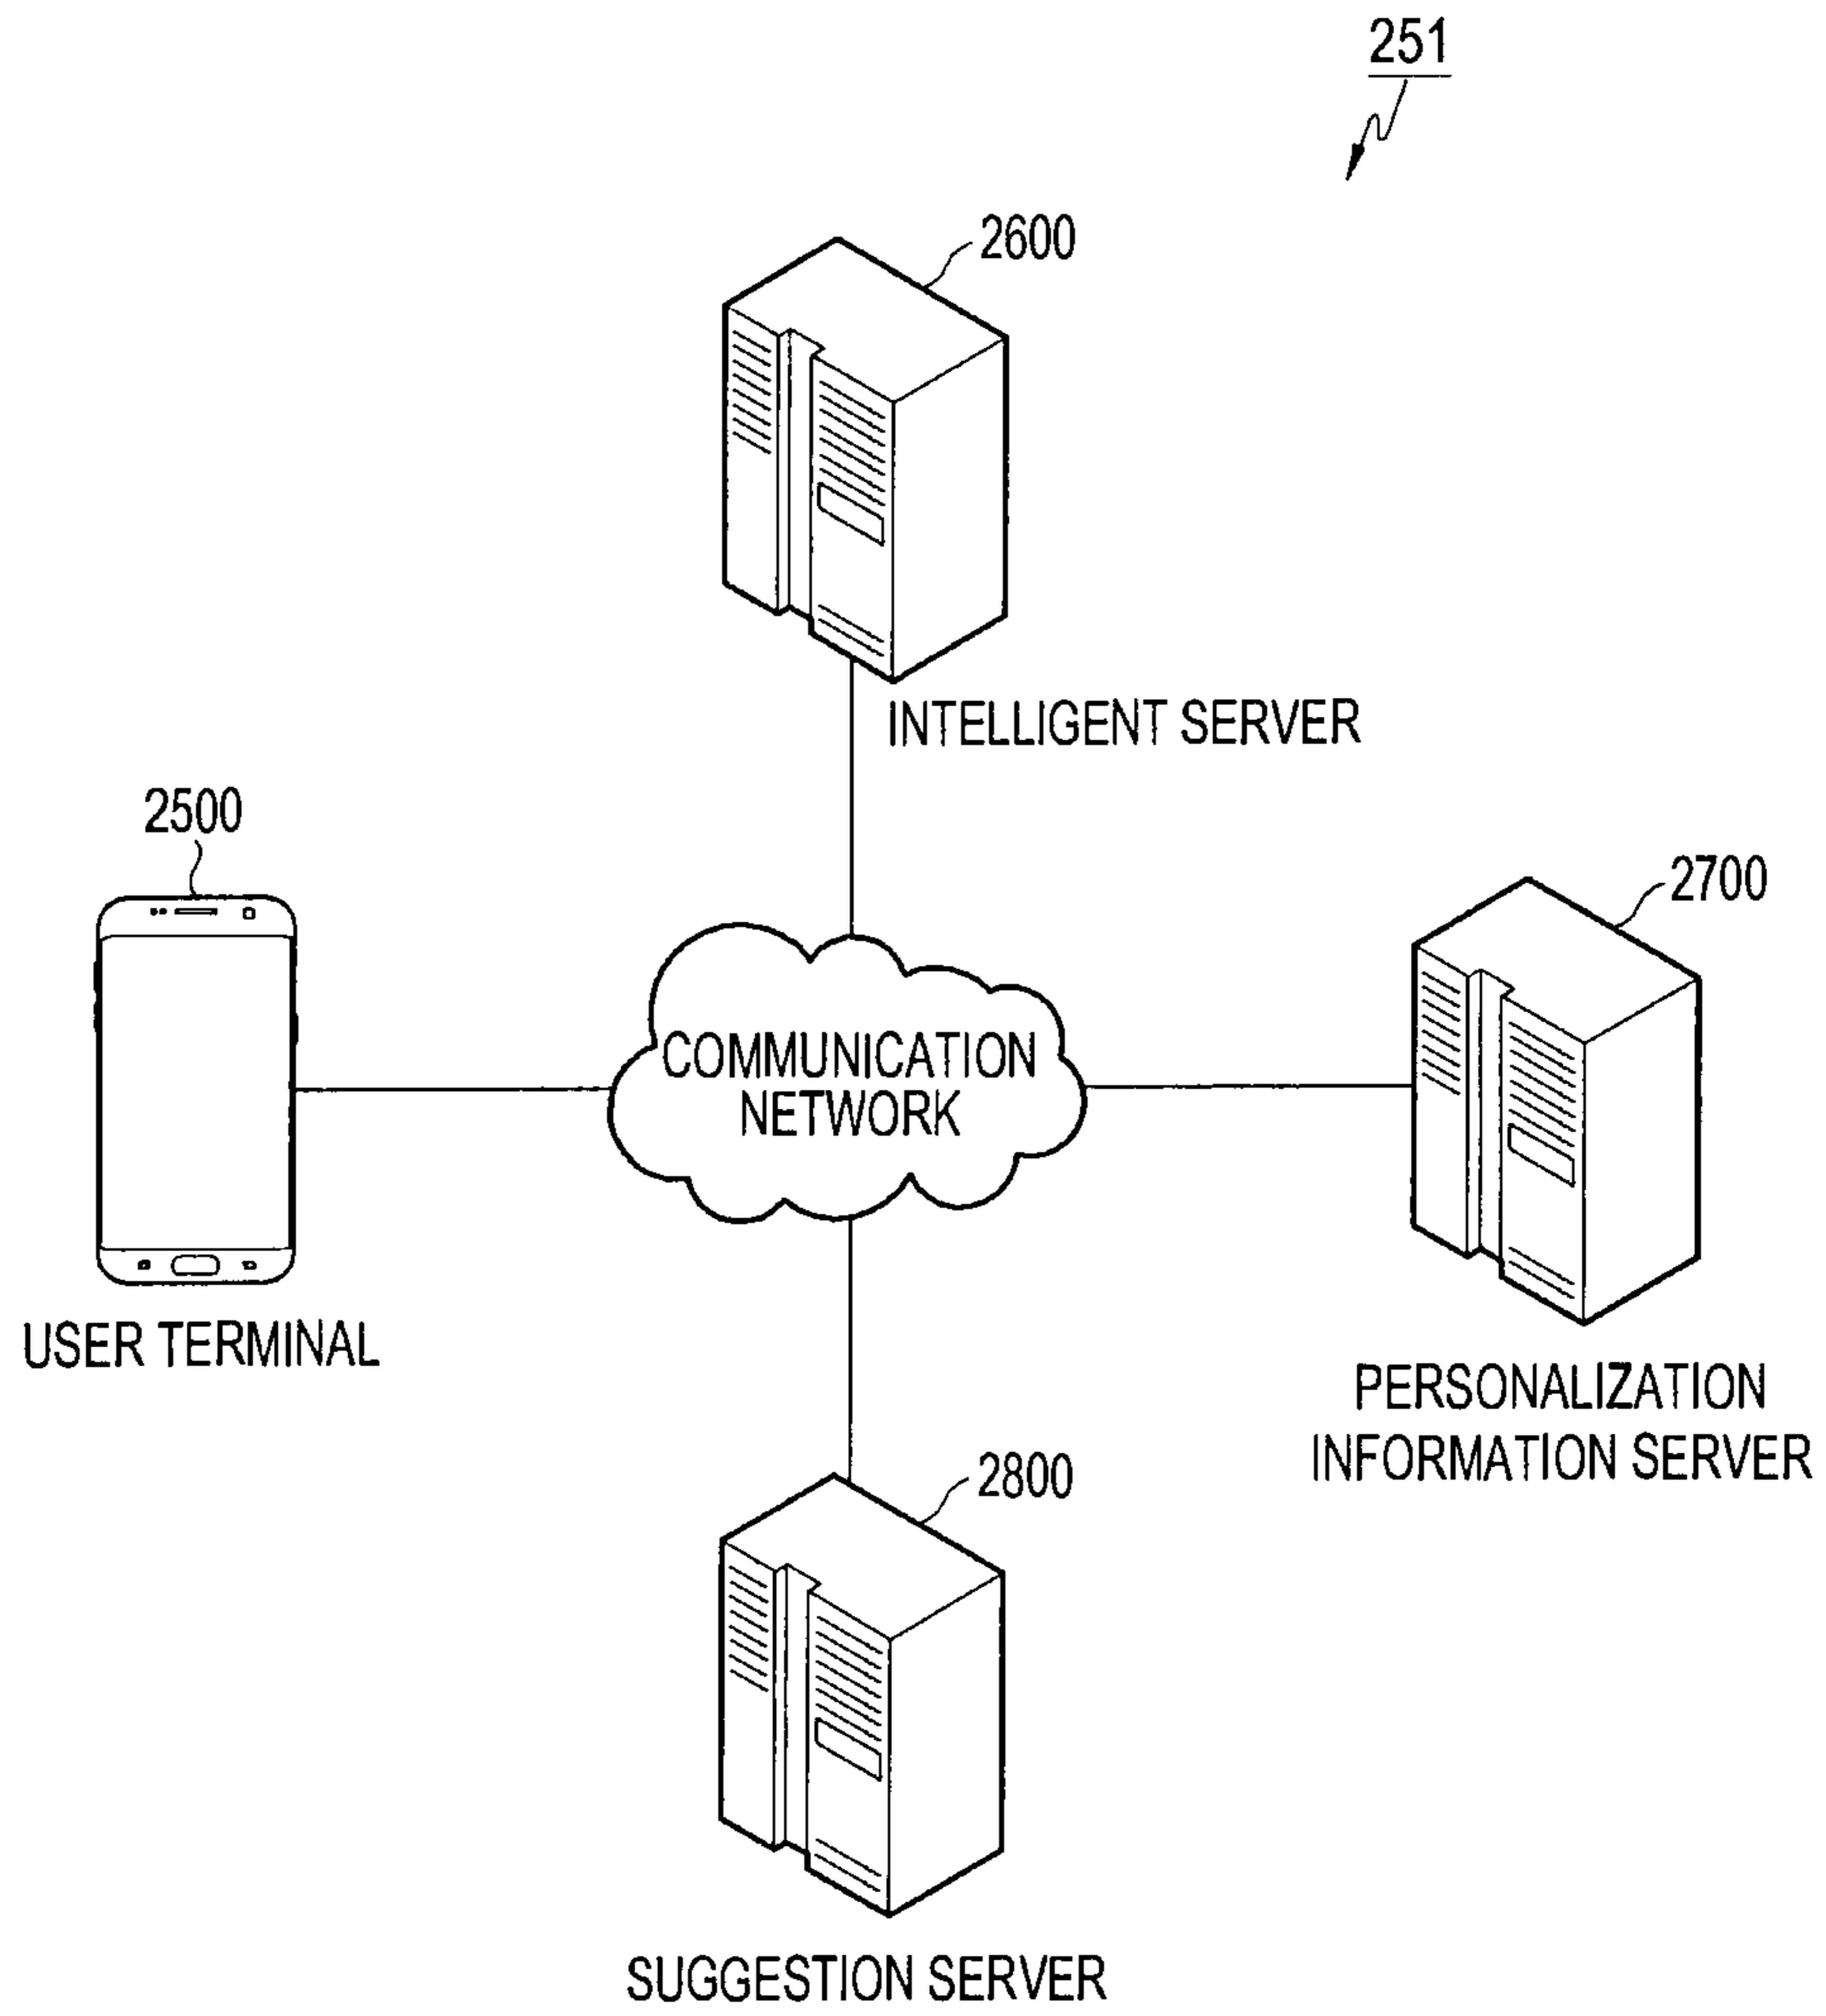 251
2600
INTELLIGENT SERVER
2500
2700
COMMUNICATION
NETWORK
USER TERMINAL
PERSONALIZATION
INFORMATION SERVER
2800
SUGGESTION SERVER